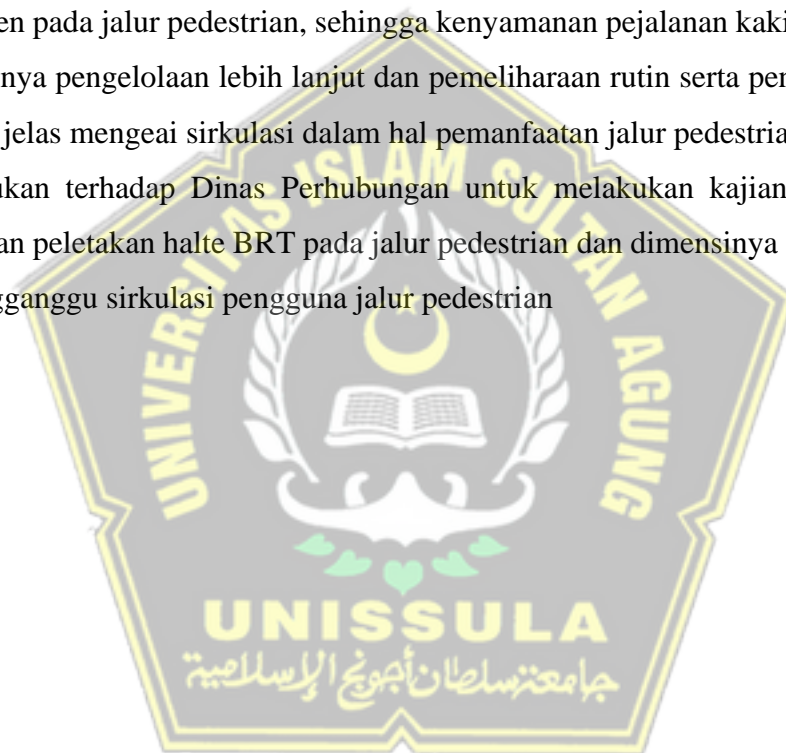 en pada jalur pedestrian, sehingga kenyamanan pejalanan kaki
nya pengelolaan lebih lanjut dan pemeliharaan rutin serta per
jelas mengeai sirkulasi dalam hal pemanfaatan jalur pedestria
ukan terhadap Dinas Perhubungan untuk melakukan kajian
an peletakan halte BRT pada jalur pedestrian dan dimensinya
gganggu sirkulasi pengguna jalur pedestrian
UNIVERSITAS ISLAM SULTAN AGUNG
UNISSULA
جامعة سلطان أجونج الإسلامية